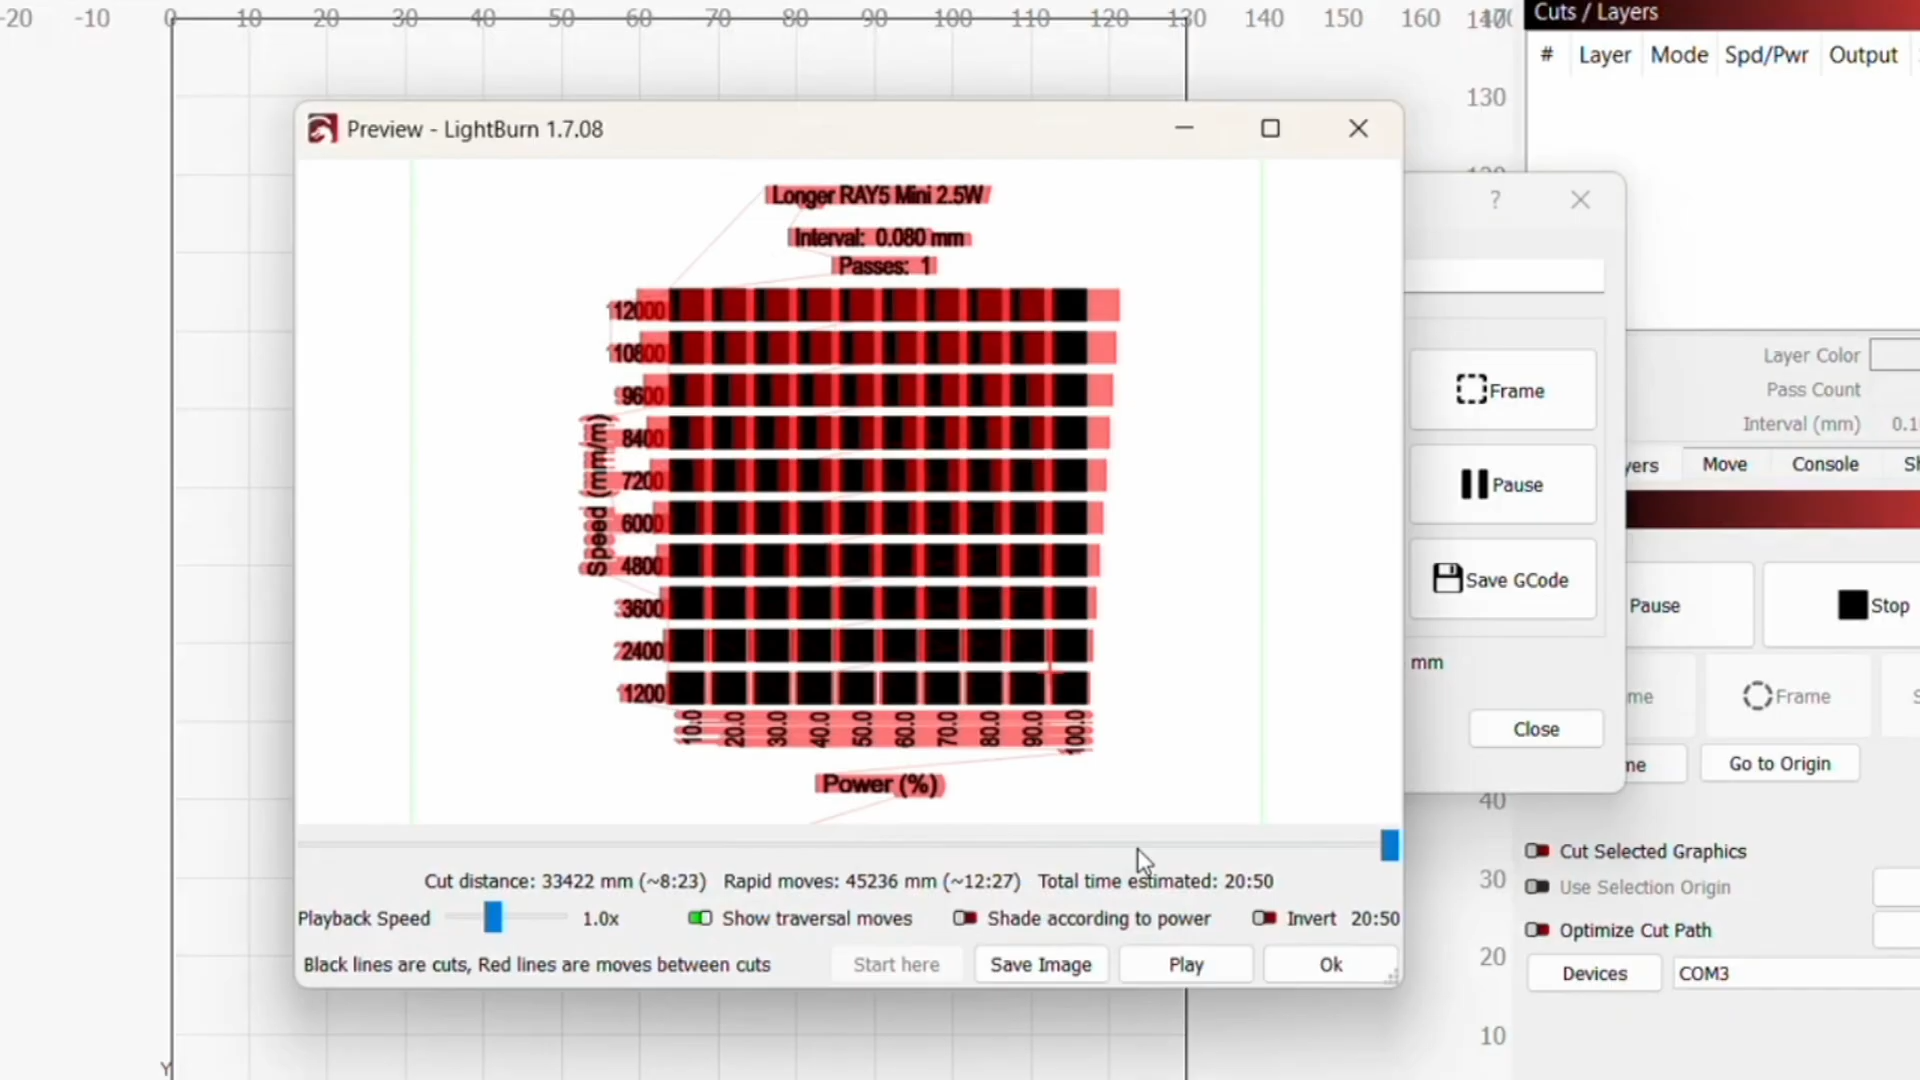 -20 -10 0 10 20 30 40 50 60 70 80 90 100 110 120 130 140 150 160
Cuts / Layers
# Layer Mode Spd/Pwr Output
130
Preview - LightBurn 1.7.08
?
Longer RAY5 Mini 2.5W
Interval: 0.080 mm
Passes: 1
12000
10800
9600
8400
7200
6000
4800
3600
2400
1200
Speed (mm/m)
10.0 20.0 30.0 40.0 50.0 60.0 70.0 80.0 90.0 100.0
Power (%)
Frame
Pause
Save GCode
mm
Close
Layer Color
Pass Count
Interval (mm) 0.1
yers Move Console Sh
Pause Stop
me Frame S
me Go to Origin
40
Cut Selected Graphics
30
Use Selection Origin
Optimize Cut Path
20
Devices COM3
10
Cut distance: 33422 mm (~8:23) Rapid moves: 45236 mm (~12:27) Total time estimated: 20:50
Playback Speed 1.0x Show traversal moves Shade according to power Invert 20:50
Black lines are cuts, Red lines are moves between cuts Start here Save Image Play Ok
Y